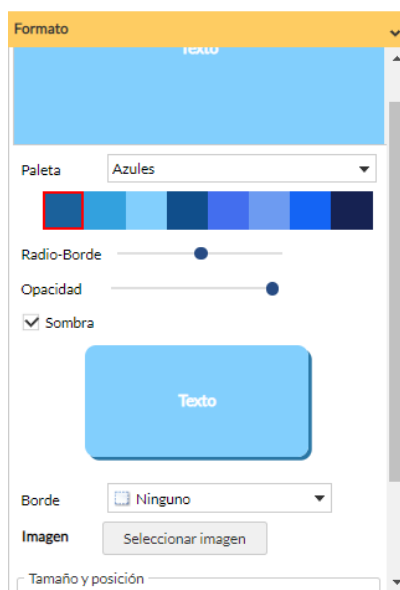 Formato
Texto
Paleta
Azules
Radio-Borde
Opacidad
Sombra
Texto
Borde
Ninguno
Imagen
Seleccionar imagen
Tamaño y posición